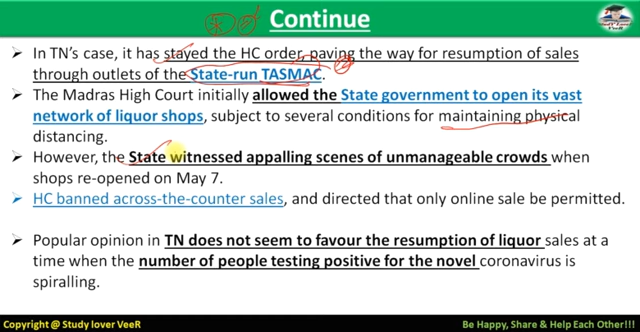 Continue
Study Lover VeeR
➢ In TN's case, it has stayed the HC order, paving the way for resumption of sales
through outlets of the State-run TASMAC.
➢ The Madras High Court initially allowed the State government to open its vast
network of liquor shops, subject to several conditions for maintaining physical
distancing.
➢ However, the State witnessed appalling scenes of unmanageable crowds when
shops re-opened on May 7.
➢ HC banned across-the-counter sales, and directed that only online sale be permitted.
➢ Popular opinion in TN does not seem to favour the resumption of liquor sales at a
time when the number of people testing positive for the novel coronavirus is
spiralling.
Copyright @ Study lover VeeR
Be Happy, Share & Help Each Other!!!